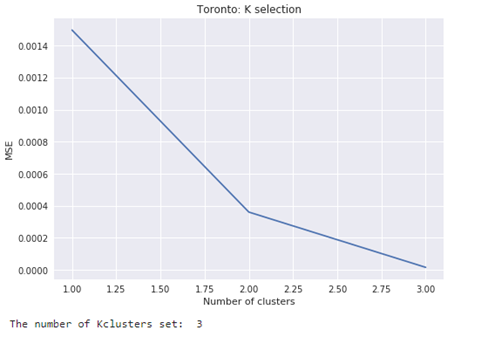 Toronto: K selection
0.0014
0.0012
0.0010
0.0008
0.0006
0.0004
0.0002
0.0000
MSE
1.00 1.25 1.50 1.75 2.00 2.25 2.50 2.75 3.00
Number of clusters
The number of Kclusters set: 3